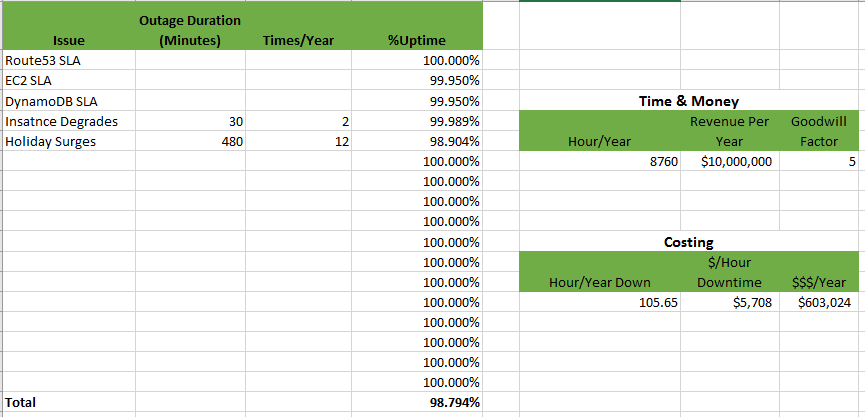 Outage Duration
Issue (Minutes) Times/Year %Uptime
Route53 SLA 100.000%
EC2 SLA 99.950%
DynamoDB SLA 99.950%
Insatnce Degrades 30 2 99.989%
Holiday Surges 480 12 98.904%
100.000%
100.000%
100.000%
100.000%
100.000%
100.000%
100.000%
100.000%
100.000%
100.000%
100.000%
100.000%
Total 98.794%
Time & Money
Revenue Per Goodwill
Hour/Year Year Factor
8760 $10,000,000 5
Costing
$/Hour
Hour/Year Down Downtime $$$/Year
105.65 $5,708 $603,024